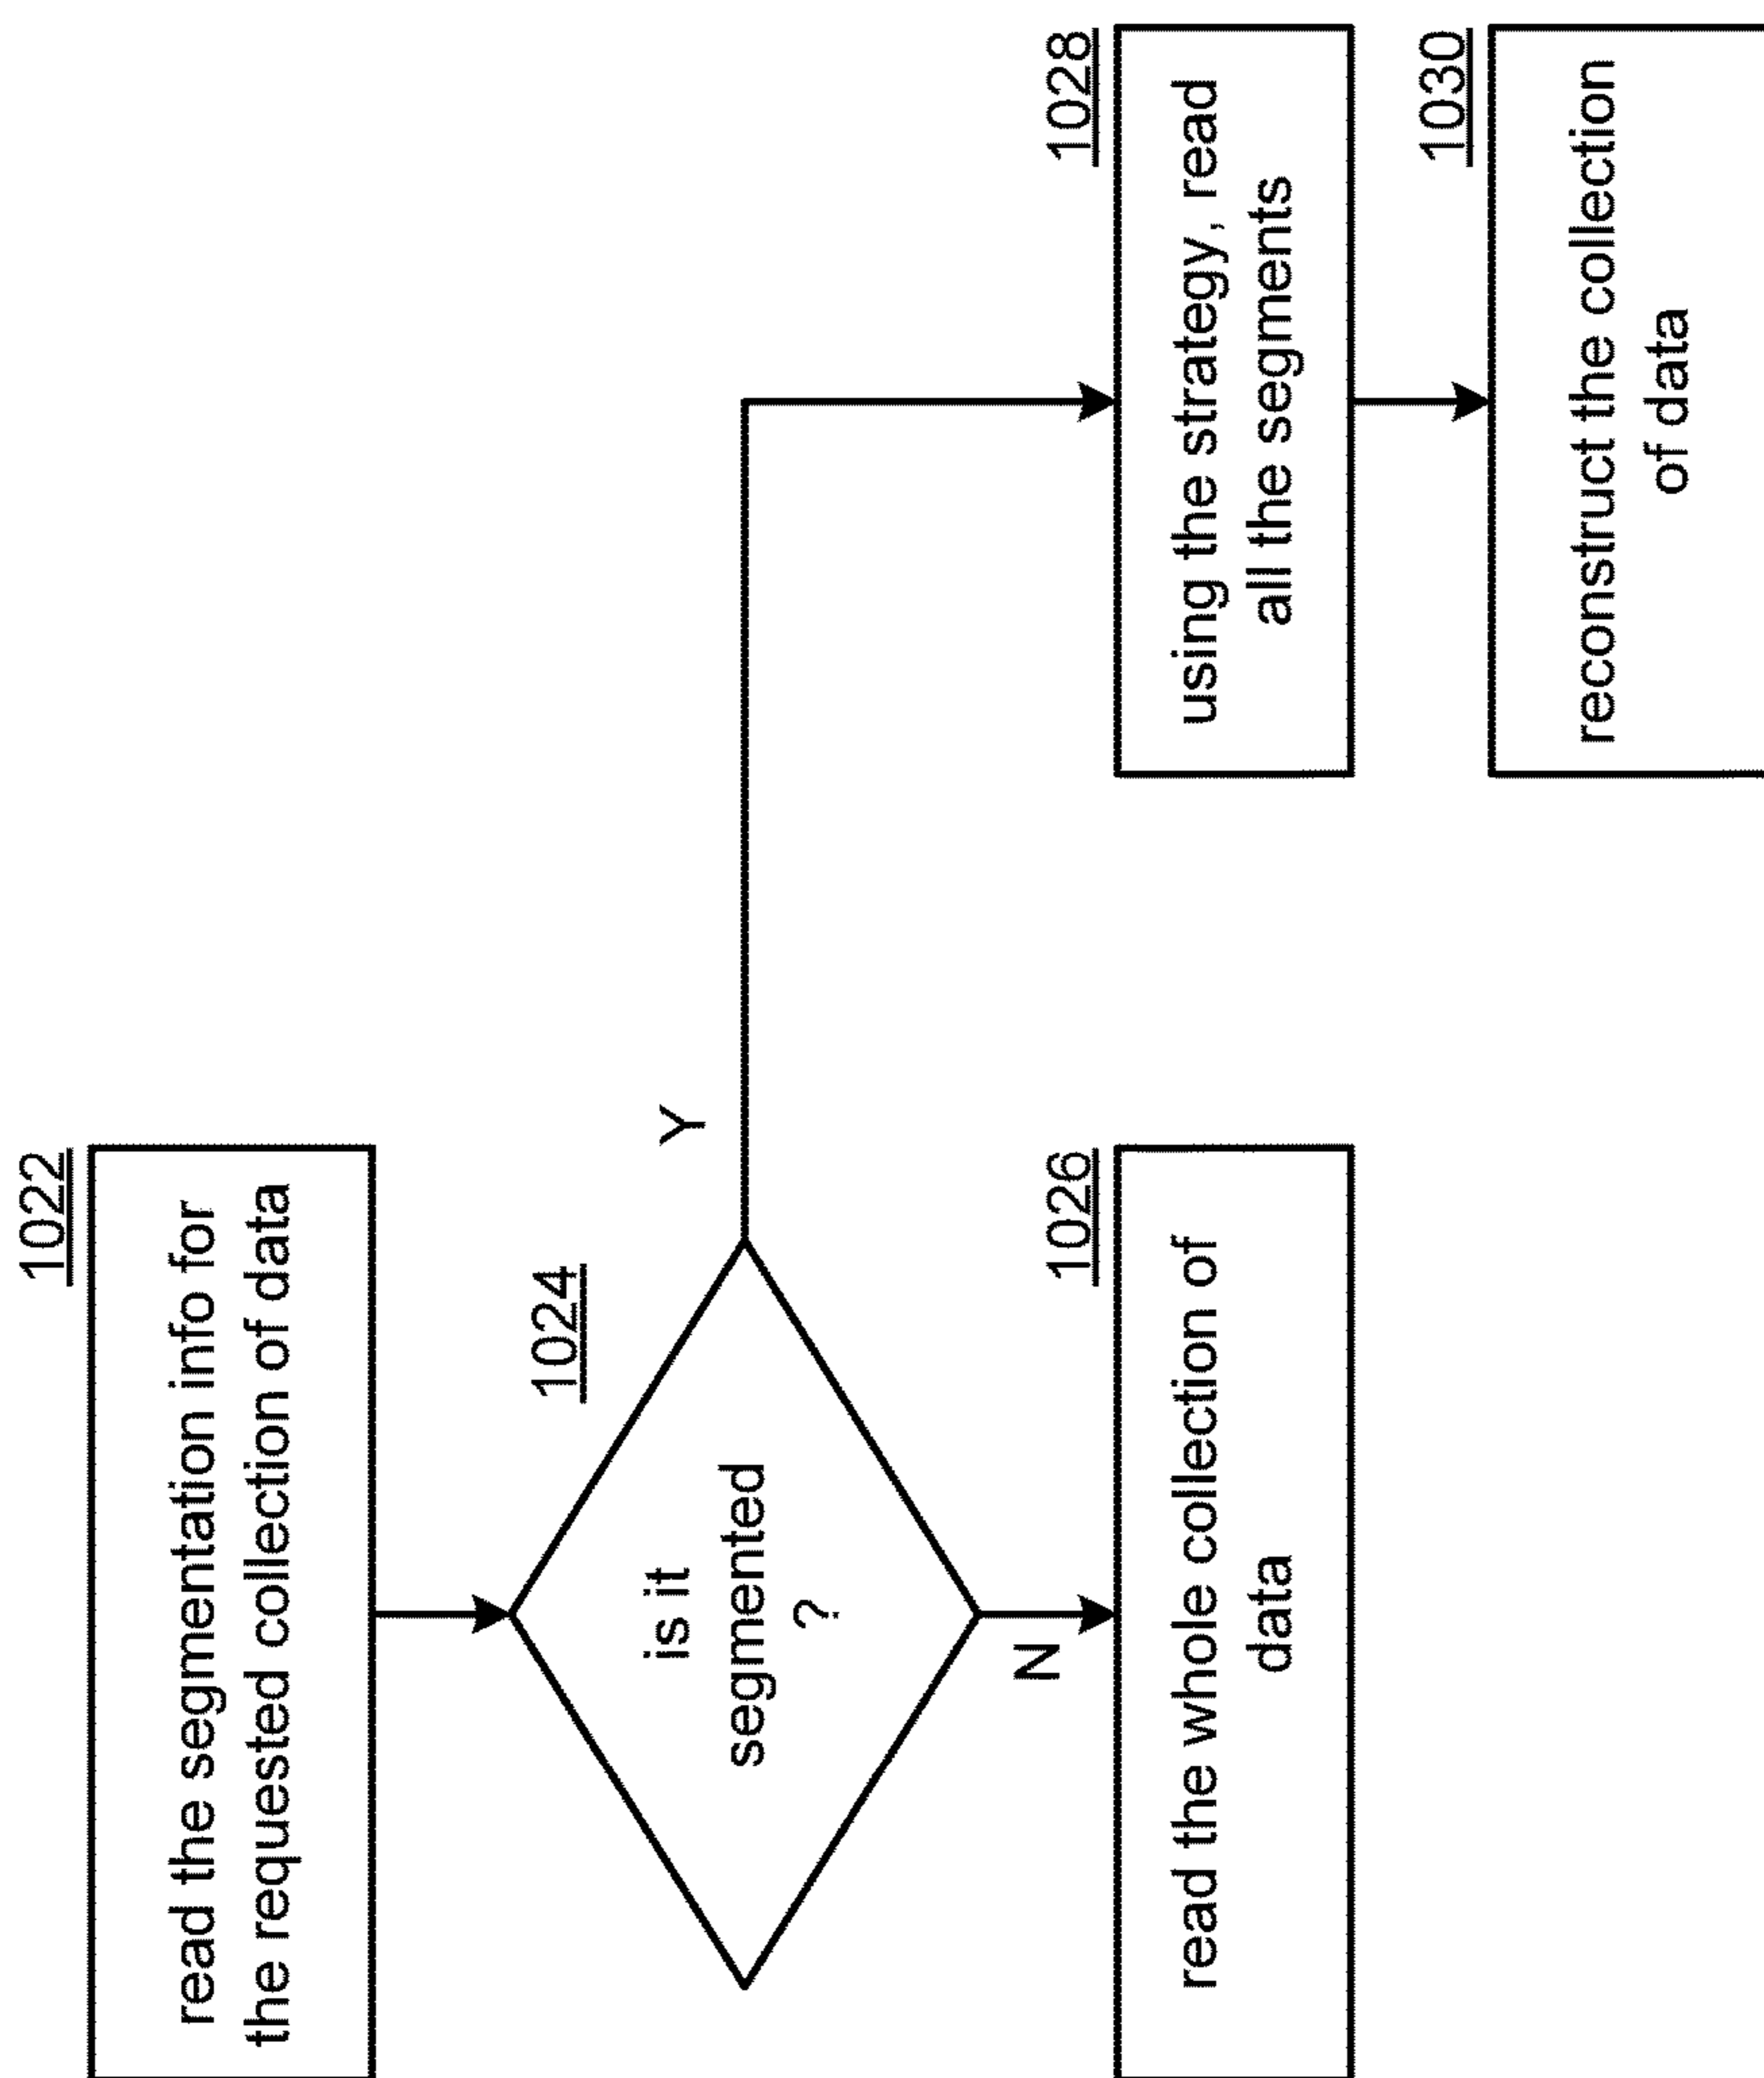 1022
read the segmentation info for
the requested collection of data
1024
is it
segmented
?
Y
N
1026
read the whole collection of
data
1028
using the strategy, read
all the segments
1030
reconstruct the collection
of data